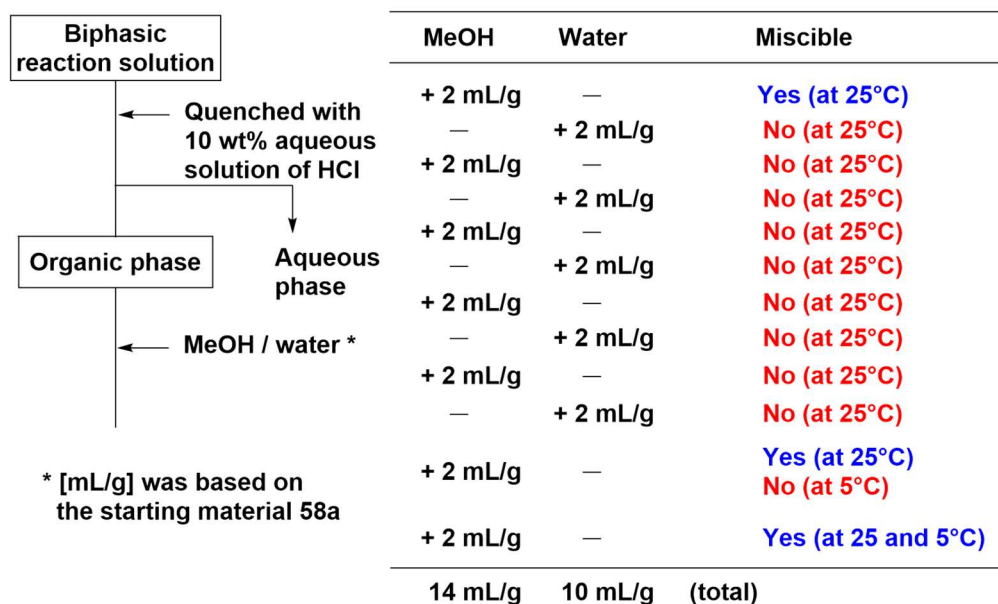 Biphasic
reaction solution
Quenched with
10 wt% aqueous
solution of HCl
Organic phase
Aqueous
phase
MeOH / water *
* [mL/g] was based on
the starting material 58a
MeOH Water Miscible
+ 2 mL/g — Yes (at 25°C)
— + 2 mL/g No (at 25°C)
+ 2 mL/g — No (at 25°C)
— + 2 mL/g No (at 25°C)
+ 2 mL/g — No (at 25°C)
— + 2 mL/g No (at 25°C)
+ 2 mL/g — No (at 25°C)
— + 2 mL/g No (at 25°C)
+ 2 mL/g — No (at 25°C)
— + 2 mL/g No (at 25°C)
+ 2 mL/g — Yes (at 25°C)
No (at 5°C)
+ 2 mL/g — Yes (at 25 and 5°C)
14 mL/g 10 mL/g (total)